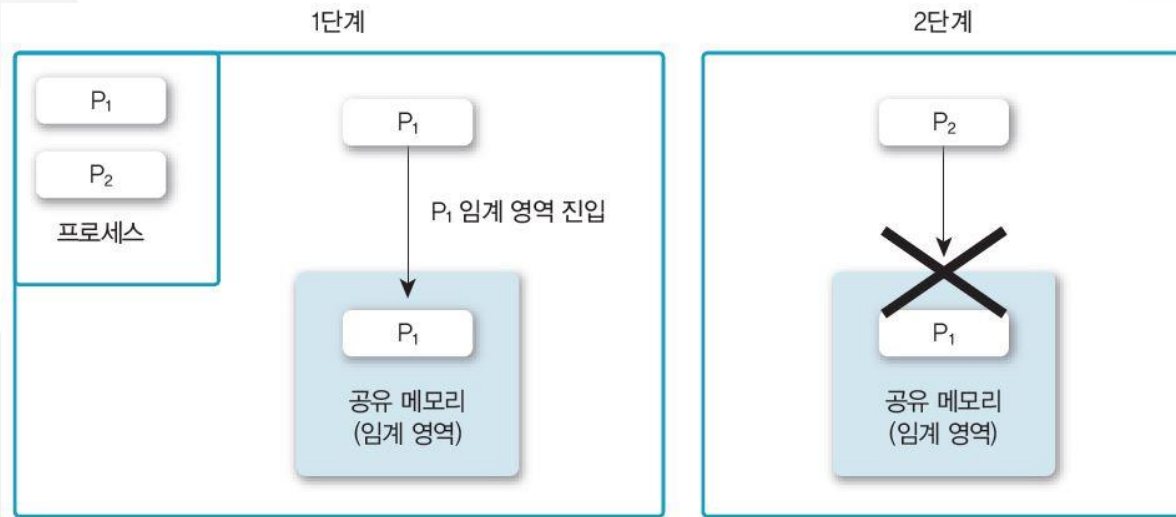 1단계
P₁
P₂
프로세스
P₁
P₁ 임계 영역 진입
P₁
공유 메모리
(임계 영역)
2단계
P₂
P₁
공유 메모리
(임계 영역)